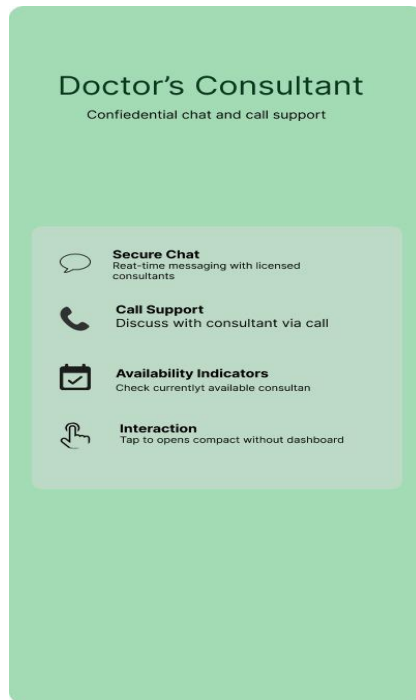 Doctor's Consultant
Confiedential chat and call support
Secure Chat
Reat-time messaging with licensed
consultants
Call Support
Discuss with consultant via call
Availability Indicators
Check currentlyt available consultan
Interaction
Tap to opens compact without dashboard